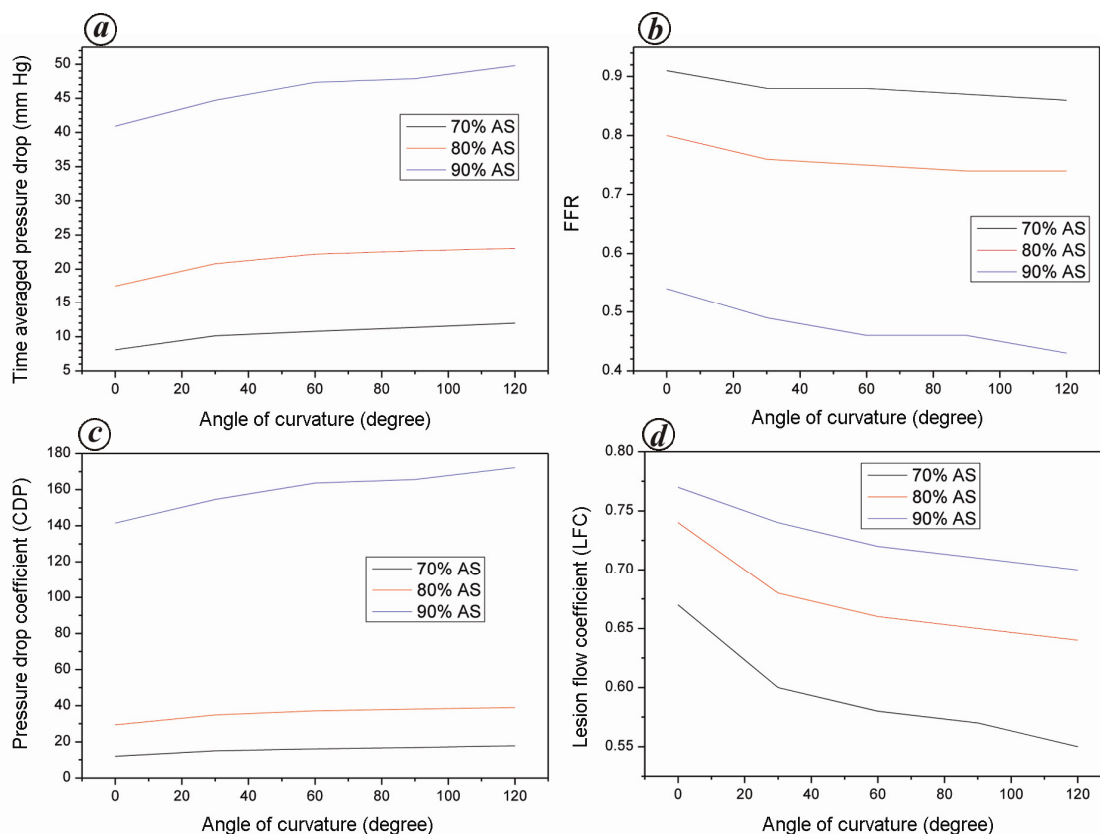 a
Time averaged pressure drop (mm Hg)
50
45
40
35
30
25
20
15
10
5
70% AS
80% AS
90% AS
0 20 40 60 80 100 120
Angle of curvature (degree)
b
FFR
0.9
0.8
0.7
0.6
0.5
0.4
70% AS
80% AS
90% AS
0 20 40 60 80 100 120
Angle of curvature (degree)
c
Pressure drop coefficient (CDP)
180
160
140
120
100
80
60
40
20
0
70% AS
80% AS
90% AS
0 20 40 60 80 100 120
Angle of curvature (degree)
d
Lesion flow coefficient (LFC)
0.80
0.75
0.70
0.65
0.60
0.55
70% AS
80% AS
90% AS
0 20 40 60 80 100 120
Angle of curvature (degree)